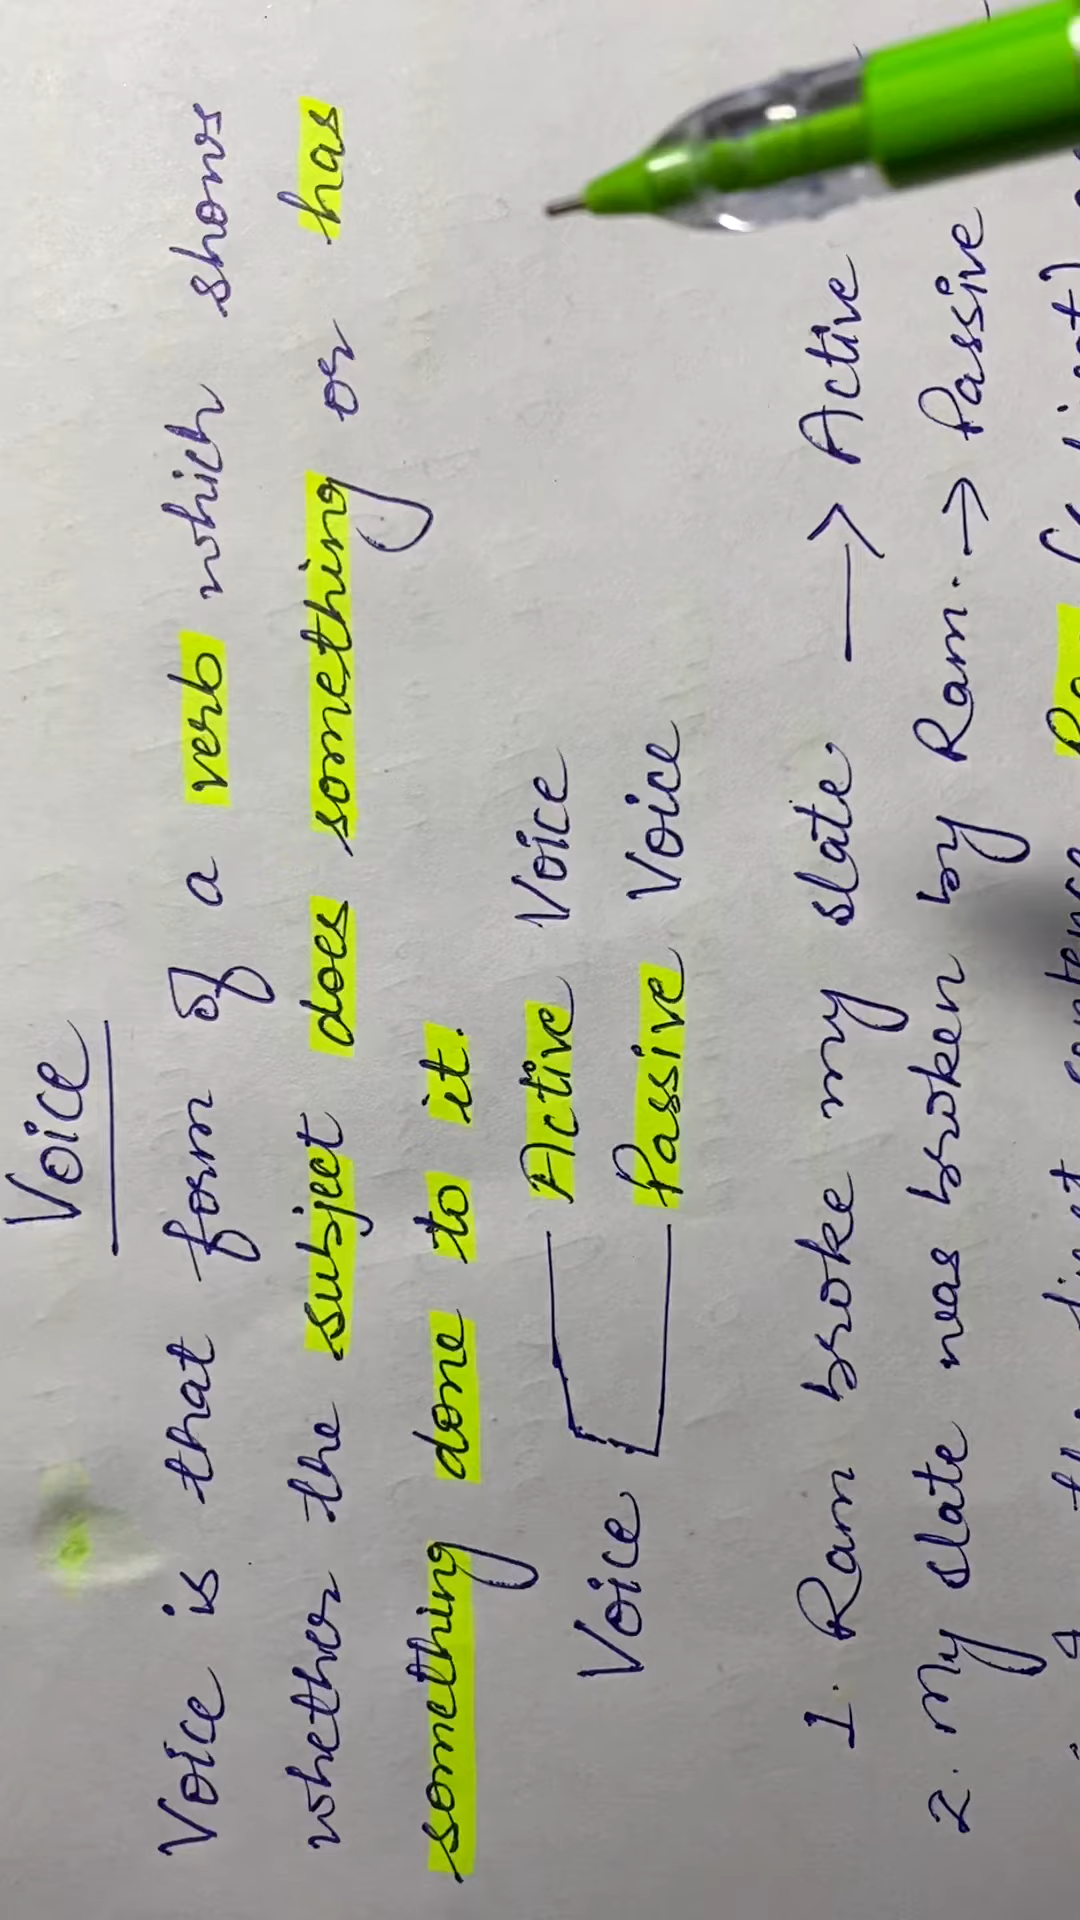 Voice
Voice is that form of a verb which shows
whether the subject does something or has
something done to it.
Active Voice
Voice
Passive Voice
1. Ram broke my slate → Active
2. My slate was broken by Ram. → Passive